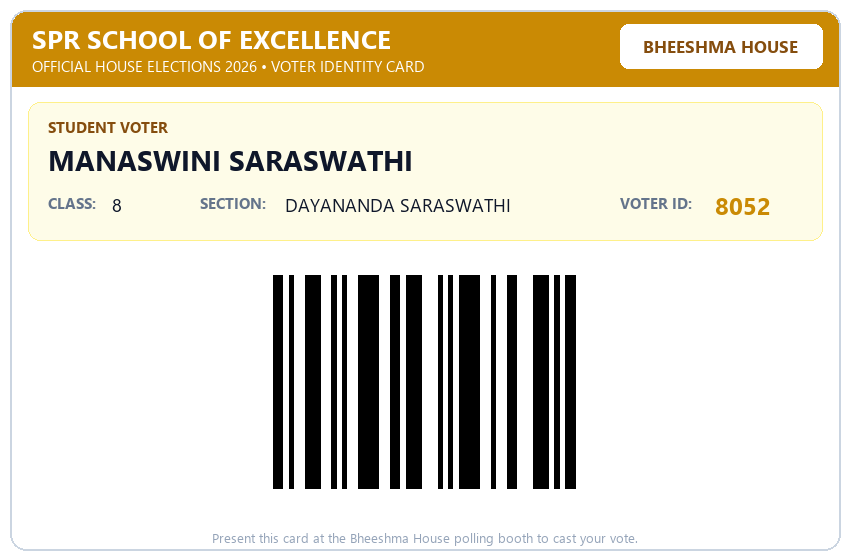 SPR SCHOOL OF EXCELLENCE
OFFICIAL HOUSE ELECTIONS 2026 • VOTER IDENTITY CARD
BHEESHMA HOUSE
STUDENT VOTER
MANASWINI SARASWATHI
CLASS: 8 SECTION: DAYANANDA SARASWATHI VOTER ID: 8052
Present this card at the Bheeshma House polling booth to cast your vote.